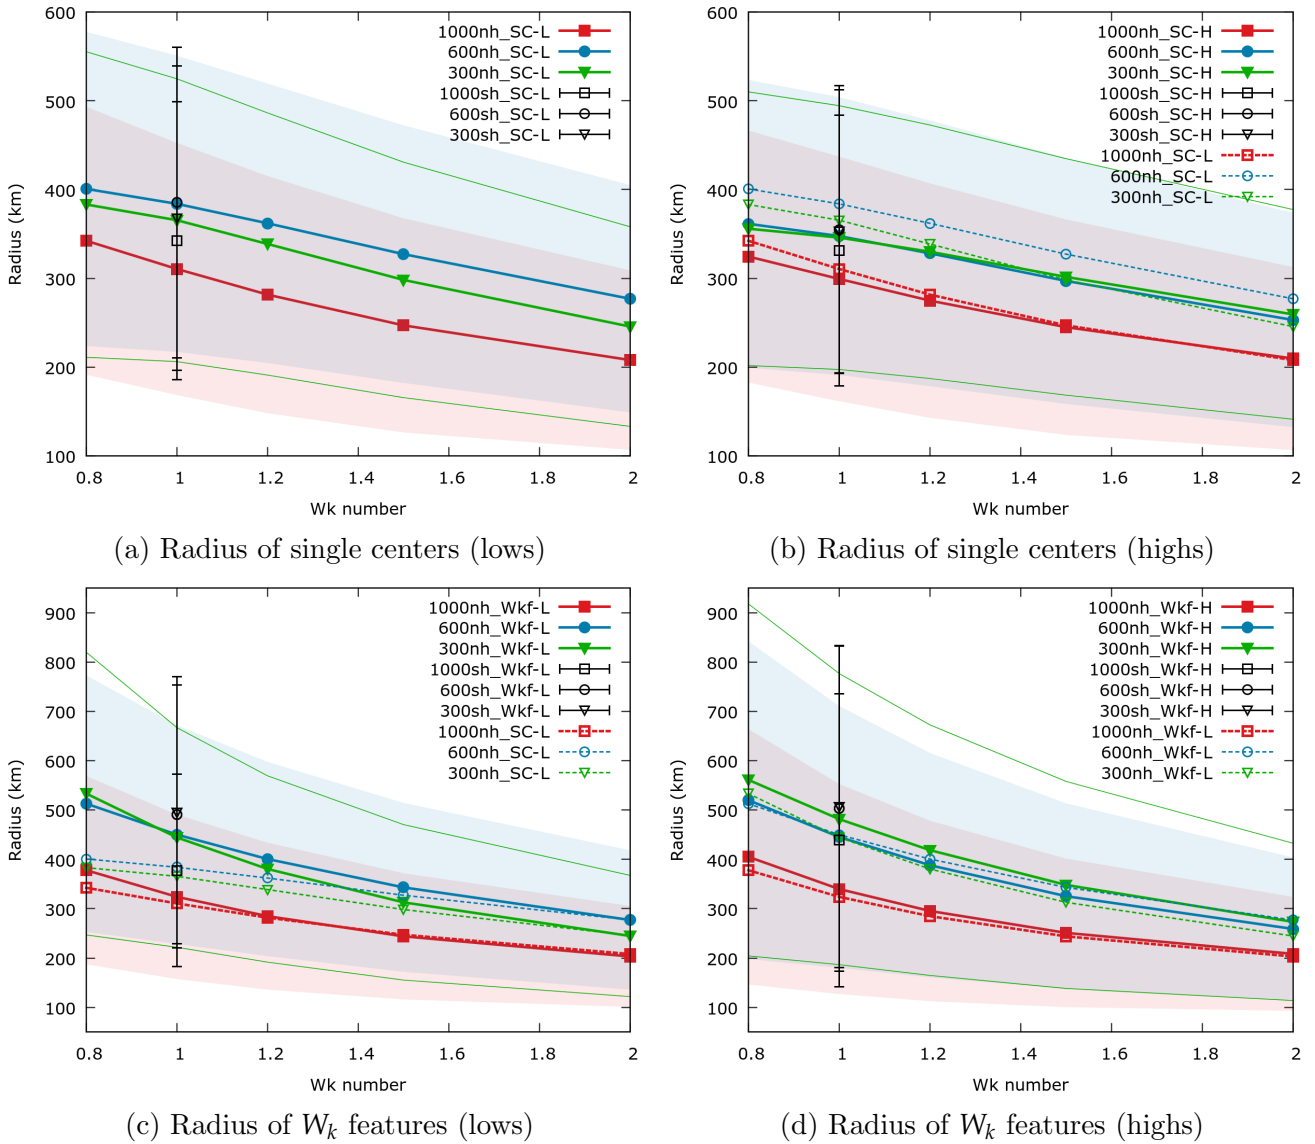 600
500
400
300
200
100
Radius (km)
0.8 1 1.2 1.4 1.6 1.8 2
Wk number
1000nh_SC-L
600nh_SC-L
300nh_SC-L
1000sh_SC-L
600sh_SC-L
300sh_SC-L
(a) Radius of single centers (lows)
600
500
400
300
200
100
Radius (km)
0.8 1 1.2 1.4 1.6 1.8 2
Wk number
1000nh_SC-H
600nh_SC-H
300nh_SC-H
1000sh_SC-H
600sh_SC-H
300sh_SC-H
1000nh_SC-L
600nh_SC-L
300nh_SC-L
(b) Radius of single centers (highs)
900
800
700
600
500
400
300
200
100
Radius (km)
0.8 1 1.2 1.4 1.6 1.8 2
Wk number
1000nh_Wkf-L
600nh_Wkf-L
300nh_Wkf-L
1000sh_Wkf-L
600sh_Wkf-L
300sh_Wkf-L
1000nh_SC-L
600nh_SC-L
300nh_SC-L
(c) Radius of Wk features (lows)
900
800
700
600
500
400
300
200
100
Radius (km)
0.8 1 1.2 1.4 1.6 1.8 2
Wk number
1000nh_Wkf-H
600nh_Wkf-H
300nh_Wkf-H
1000sh_Wkf-H
600sh_Wkf-H
300sh_Wkf-H
1000nh_Wkf-L
600nh_Wkf-L
300nh_Wkf-L
(d) Radius of Wk features (highs)